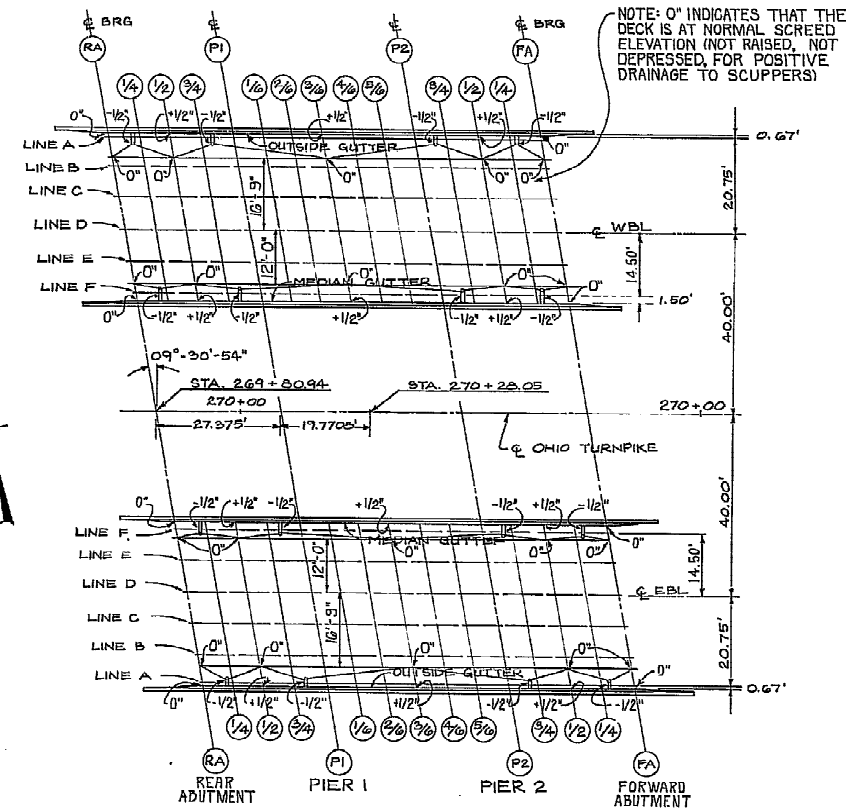 ℄ BRG
℄ BRG
NOTE: 0" INDICATES THAT THE
DECK IS AT NORMAL SCREED
ELEVATION (NOT RAISED, NOT
DEPRESSED, FOR POSITIVE
DRAINAGE TO SCUPPERS)
RA P1 P2 FA
1/4 1/2 3/4 1/6 2/6 3/6 4/6 5/6 3/4 1/2 1/4
0" -1/2" +1/2" -1/2" +1/2" -1/2" +1/2" -1/2" 0"
0.67'
LINE A OUTSIDE GUTTER
LINE B 0" 0" 0" 0" 0"
LINE C 16'-9" 20.75'
LINE D ℄ WBL
LINE E 12'-0" 14.50'
0" 0" 0" 0"
LINE F MEDIAN GUTTER 0"
1.50'
0" -1/2" +1/2" -1/2" +1/2" -1/2" +1/2" -1/2"
40.00'
09°-30'-54"
STA. 269+80.94 STA. 270+28.05
270+00 270+00
27.375' 19.7705'
℄ OHIO TURNPIKE
40.00'
0" -1/2" +1/2" -1/2" +1/2" -1/2" +1/2" -1/2"
LINE F MEDIAN GUTTER 0"
0" 0" 0" 0"
LINE E 12'-0" 14.50'
LINE D ℄ EBL
LINE C 16'-9" 20.75'
LINE B 0" 0" 0" 0"
LINE A OUTSIDE GUTTER 0"
0.67'
0" -1/2" +1/2" -1/2" +1/2" -1/2" +1/2" -1/2"
1/4 1/2 3/4 1/6 2/6 3/6 4/6 5/6 3/4 1/2 1/4
RA P1 P2 FA
REAR
ABUTMENT
PIER 1
PIER 2
FORWARD
ABUTMENT